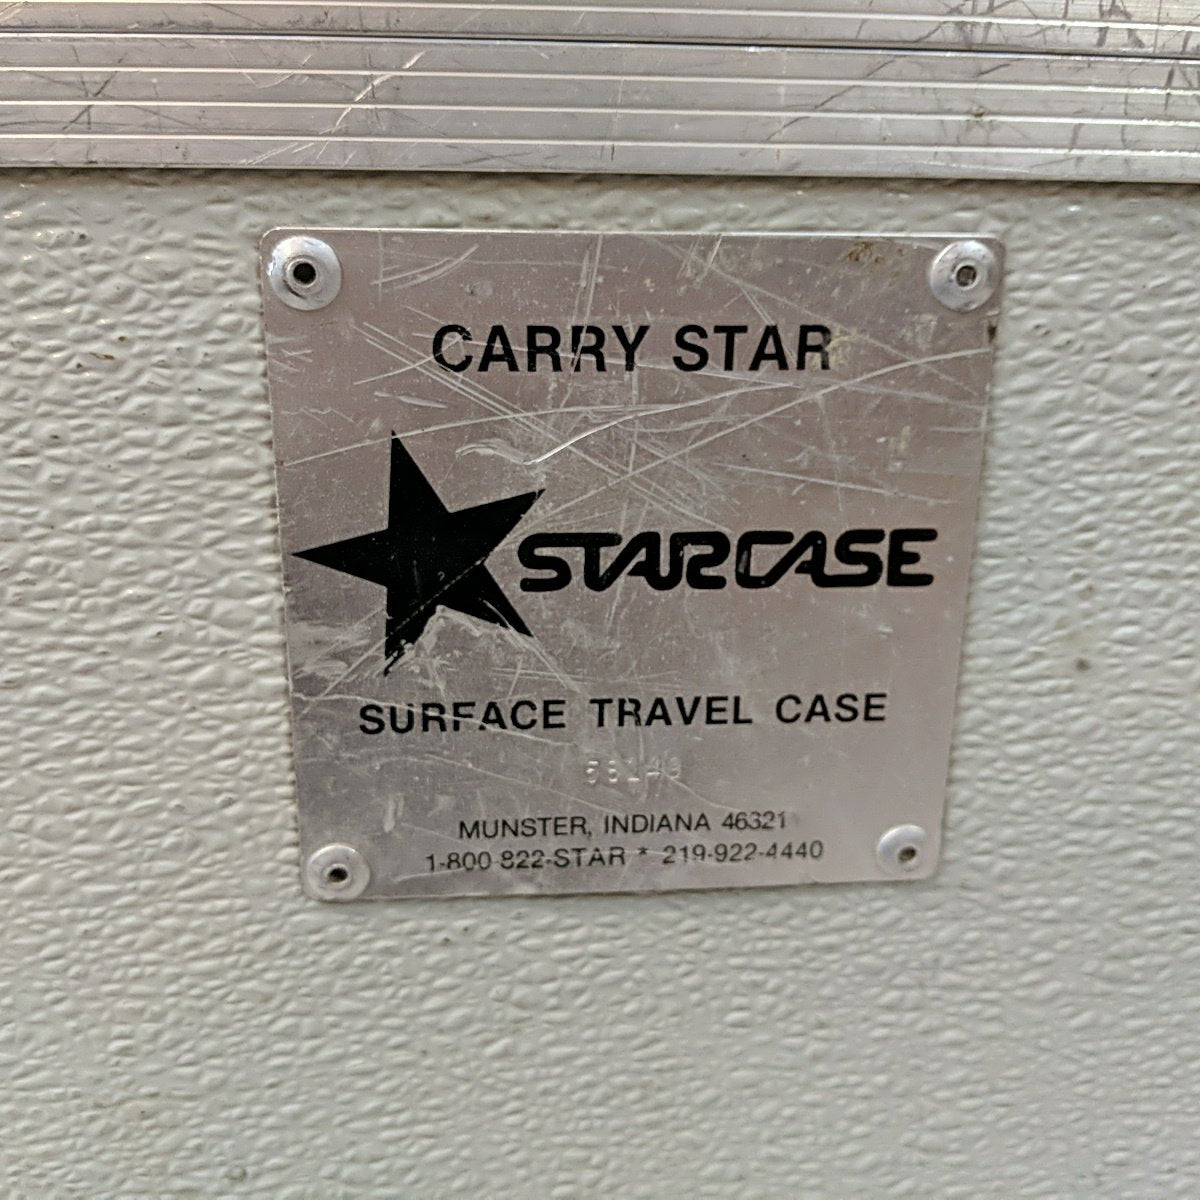 CARRY STAR
STARCASE
SURFACE TRAVEL CASE
MUNSTER, INDIANA 46321
1-800-822-STAR * 219-922-4440